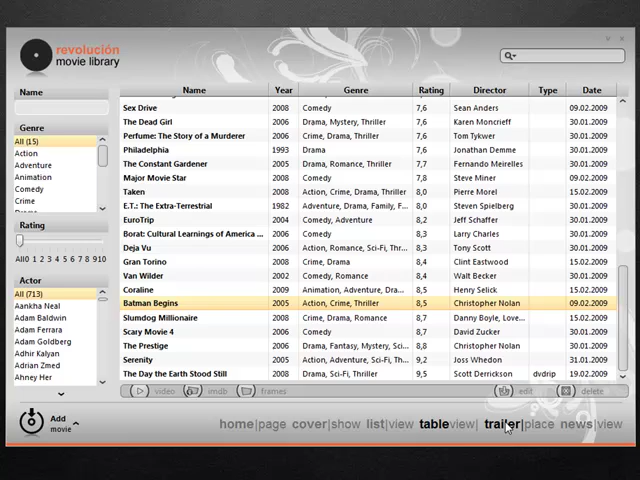 revolución
movie library
Name
Genre
All (15)
Action
Adventure
Animation
Comedy
Crime
Rating
All0 1 2 3 4 5 6 7 8 910
Actor
All (713)
Aankha Neal
Adam Baldwin
Adam Ferrara
Adam Goldberg
Adhir Kalyan
Adrian Zmed
Ahney Her
Name Year Genre Rating Director Type Date
Sex Drive 2008 Comedy 7,6 Sean Anders 09.02.2009
The Dead Girl 2006 Drama, Mystery, Thriller 7,6 Karen Moncrieff 30.01.2009
Perfume: The Story of a Murderer 2006 Crime, Drama, Thriller 7,6 Tom Tykwer 30.01.2009
Philadelphia 1993 Drama 7,6 Jonathan Demme 30.01.2009
The Constant Gardener 2005 Drama, Romance, Thriller 7,7 Fernando Meirelles 30.01.2009
Major Movie Star 2008 Comedy 7,8 Steve Miner 09.02.2009
Taken 2008 Action, Crime, Drama, Thriller 8,0 Pierre Morel 15.02.2009
E.T.: The Extra-Terrestrial 1982 Adventure, Drama, Family, F... 8,1 Steven Spielberg 30.01.2009
EuroTrip 2004 Comedy, Adventure 8,2 Jeff Schaffer 30.01.2009
Borat: Cultural Learnings of America ... 2006 Comedy 8,3 Larry Charles 30.01.2009
Deja Vu 2006 Action, Romance, Sci-Fi, Thr... 8,3 Tony Scott 30.01.2009
Gran Torino 2008 Crime, Drama 8,4 Clint Eastwood 15.02.2009
Van Wilder 2002 Comedy, Romance 8,4 Walt Becker 30.01.2009
Coraline 2009 Animation, Adventure, Drama... 8,5 Henry Selick 15.02.2009
Batman Begins 2005 Action, Crime, Thriller 8,5 Christopher Nolan 09.02.2009
Slumdog Millionaire 2008 Crime, Drama, Romance 8,7 Danny Boyle, Love... 15.02.2009
Scary Movie 4 2006 Comedy 8,7 David Zucker 30.01.2009
The Prestige 2006 Drama, Fantasy, Mystery, Sci... 8,8 Christopher Nolan 30.01.2009
Serenity 2005 Action, Adventure, Sci-Fi, Th... 9,2 Joss Whedon 31.01.2009
The Day the Earth Stood Still 2008 Drama, Sci-Fi, Thriller 9,5 Scott Derrickson dvdrip 22.02.2009
video imdb frames edit delete
Add
movie
home|page cover|show list|view tableview| trailer|place news|view